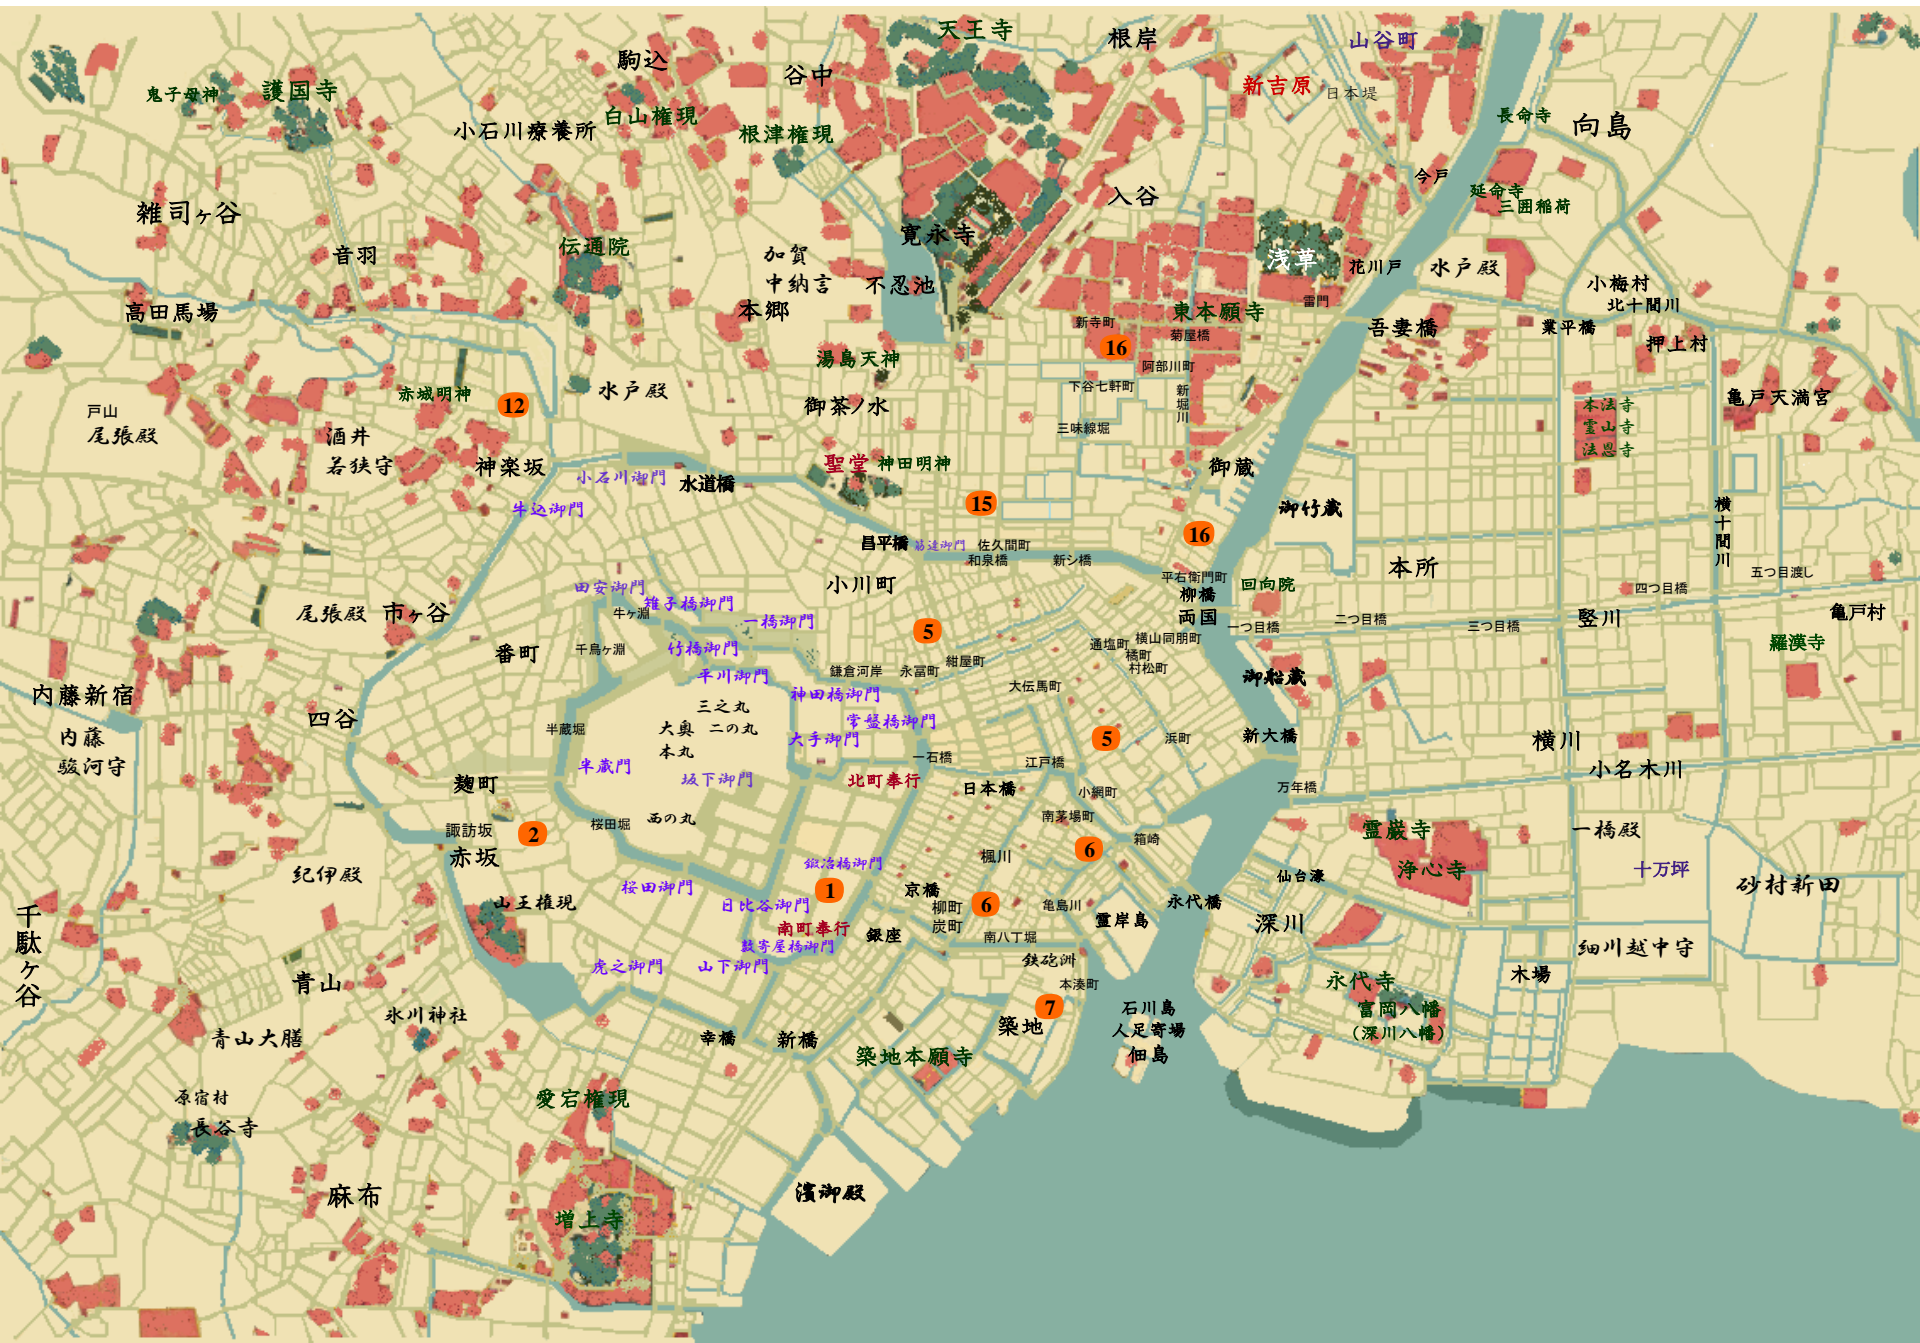 天王寺
根岸
山谷町
駒込
谷中
新吉原
日本堤
鬼子母神
護国寺
白山権現
根津権現
小石川療養所
長命寺
向島
今戸
入谷
延命寺
三囲稲荷
雑司ヶ谷
音羽
伝通院
加賀
中納言
本郷
寛永寺
不忍池
浅草
花川戸
水戸殿
小梅村
北十間川
業平橋
押上村
高田馬場
新寺町
16
東本願寺
菊屋橋
雷門
吾妻橋
湯島天神
阿部川町
下谷七軒町
新堀川
三味線堀
戸山
尾張殿
赤城明神
12
水戸殿
御茶ノ水
本法寺
霊山寺
法恩寺
亀戸天満宮
酒井
若狭守
神楽坂
小石川御門
水道橋
聖堂
神田明神
御蔵
牛込御門
15
御竹蔵
横十間川
16
昌平橋
筋違御門
佐久間町
和泉橋
新シ橋
小川町
平右衛門町
柳橋
両国
回向院
本所
四つ目橋
五つ目渡し
亀戸村
田安御門
雉子橋御門
牛ヶ淵
一橋御門
尾張殿
市ヶ谷
番町
千鳥ヶ淵
竹橋御門
平川御門
5
鎌倉河岸
永冨町
紺屋町
通塩町
横山同朋町
橘町
村松町
一つ目橋
二つ目橋
三つ目橋
竪川
羅漢寺
内藤新宿
内藤
駿河守
四谷
半蔵堀
三之丸
大奥
二の丸
本丸
神田橋御門
常盤橋御門
大手御門
大伝馬町
御船蔵
5
浜町
新大橋
横川
半蔵門
坂下御門
北町奉行
一石橋
江戸橋
日本橋
小網町
万年橋
小名木川
麹町
諏訪坂
赤坂
2
桜田堀
西の丸
南茅場町
箱崎
楓川
6
霊巌寺
浄心寺
一橋殿
十万坪
砂村新田
紀伊殿
鍛冶橋御門
1
桜田御門
日比谷御門
京橋
柳町
炭町
6
亀島川
霊岸島
永代橋
仙台濠
深川
千駄ヶ谷
山王権現
南町奉行
数寄屋橋御門
銀座
南八丁堀
鉄砲洲
細川越中守
虎之御門
山下御門
本湊町
木場
青山
氷川神社
7
築地
石川島
人足寄場
佃島
永代寺
富岡八幡
（深川八幡）
青山大膳
幸橋
新橋
築地本願寺
原宿村
長谷寺
愛宕権現
麻布
濱御殿
増上寺